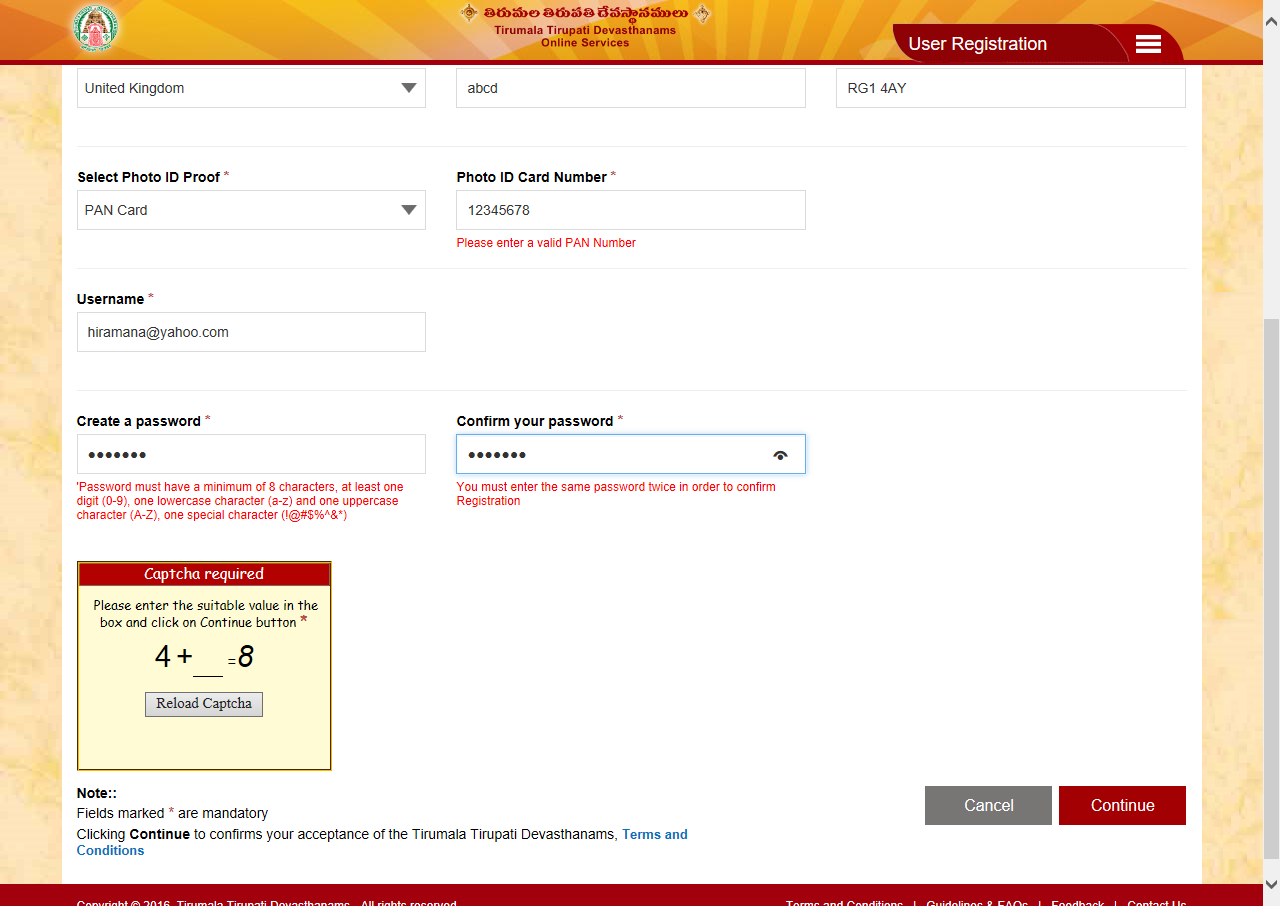 తిరుమల తిరుపతి దేవస్థానములు
Tirumala Tirupati Devasthanams
Online Services
User Registration
United Kingdom
abcd
RG1 4AY
Select Photo ID Proof *
Photo ID Card Number *
PAN Card
12345678
Please enter a valid PAN Number
Username *
hiramana@yahoo.com
Create a password *
Confirm your password *
•••••••
•••••••
'Password must have a minimum of 8 characters, at least one
digit (0-9), one lowercase character (a-z) and one uppercase
character (A-Z), one special character (!@#$%^&*)
You must enter the same password twice in order to confirm
Registration
Captcha required
Please enter the suitable value in the
box and click on Continue button *
4 + ___ = 8
Reload Captcha
Note::
Fields marked * are mandatory
Clicking Continue to confirms your acceptance of the Tirumala Tirupati Devasthanams, Terms and
Conditions
Cancel
Continue
Copyright © 2016, Tirumala Tirupati Devasthanams., All rights reserved.
Terms and Conditions | Guidelines & FAQs | Feedback | Contact Us